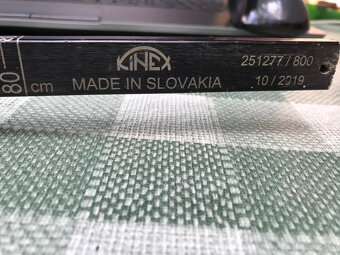 KINEX
251277 / 800
MADE IN SLOVAKIA
10 / 2019
80
cm